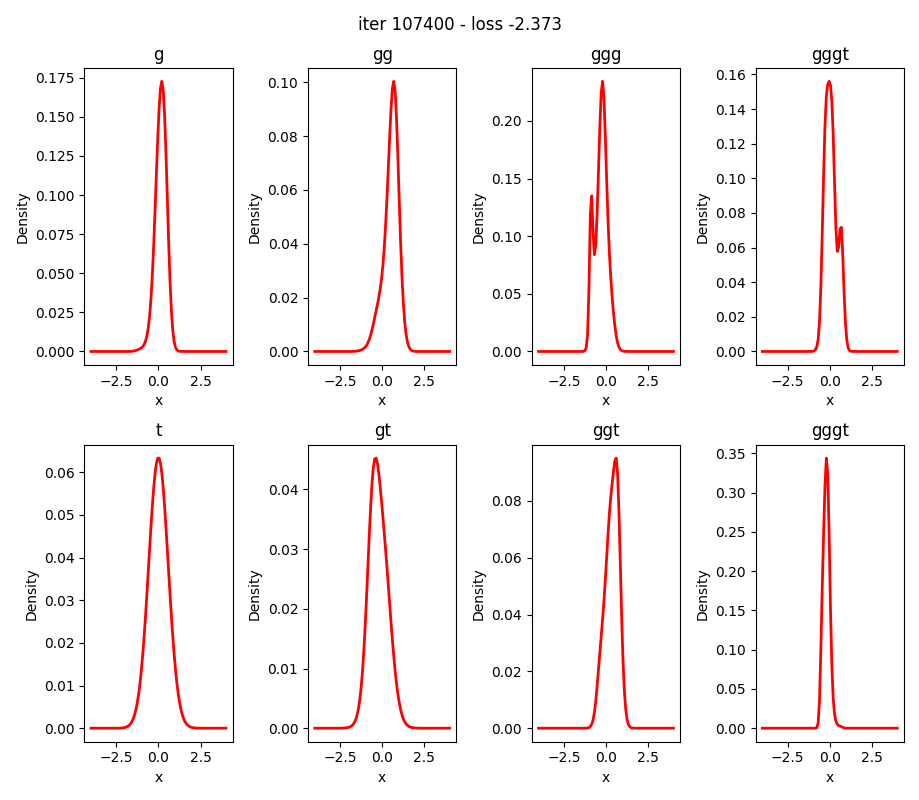 iter 107400 - loss -2.373
g
gg
ggg
gggt
0.175
0.150
0.125
0.100
0.075
0.050
0.025
0.000
Density
−2.5 0.0 2.5
x
0.10
0.08
0.06
0.04
0.02
0.00
Density
−2.5 0.0 2.5
x
0.20
0.15
0.10
0.05
0.00
Density
−2.5 0.0 2.5
x
0.16
0.14
0.12
0.10
0.08
0.06
0.04
0.02
0.00
Density
−2.5 0.0 2.5
x
t
gt
ggt
gggt
0.06
0.05
0.04
0.03
0.02
0.01
0.00
Density
−2.5 0.0 2.5
x
0.04
0.03
0.02
0.01
0.00
Density
−2.5 0.0 2.5
x
0.08
0.06
0.04
0.02
0.00
Density
−2.5 0.0 2.5
x
0.35
0.30
0.25
0.20
0.15
0.10
0.05
0.00
Density
−2.5 0.0 2.5
x